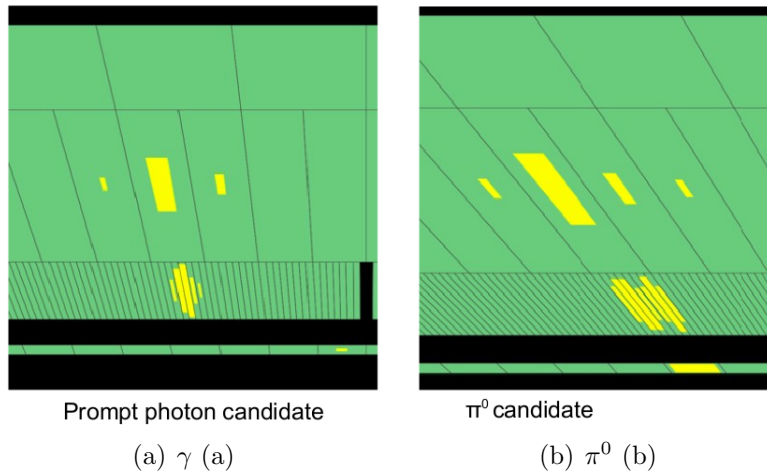 Prompt photon candidate
π⁰ candidate
(a) γ (a)
(b) π⁰ (b)